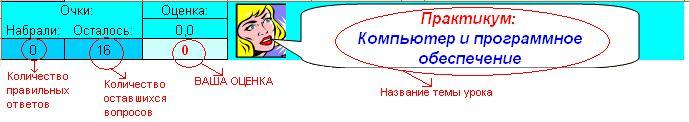 Очки: Оценка:
Набрали: Осталось: 0,0
0 16 0
Практикум:
Компьютер и программное
обеспечение
Количество
правильных
ответов
Количество
оставшихся
вопросов
ВАША ОЦЕНКА
Название темы урока